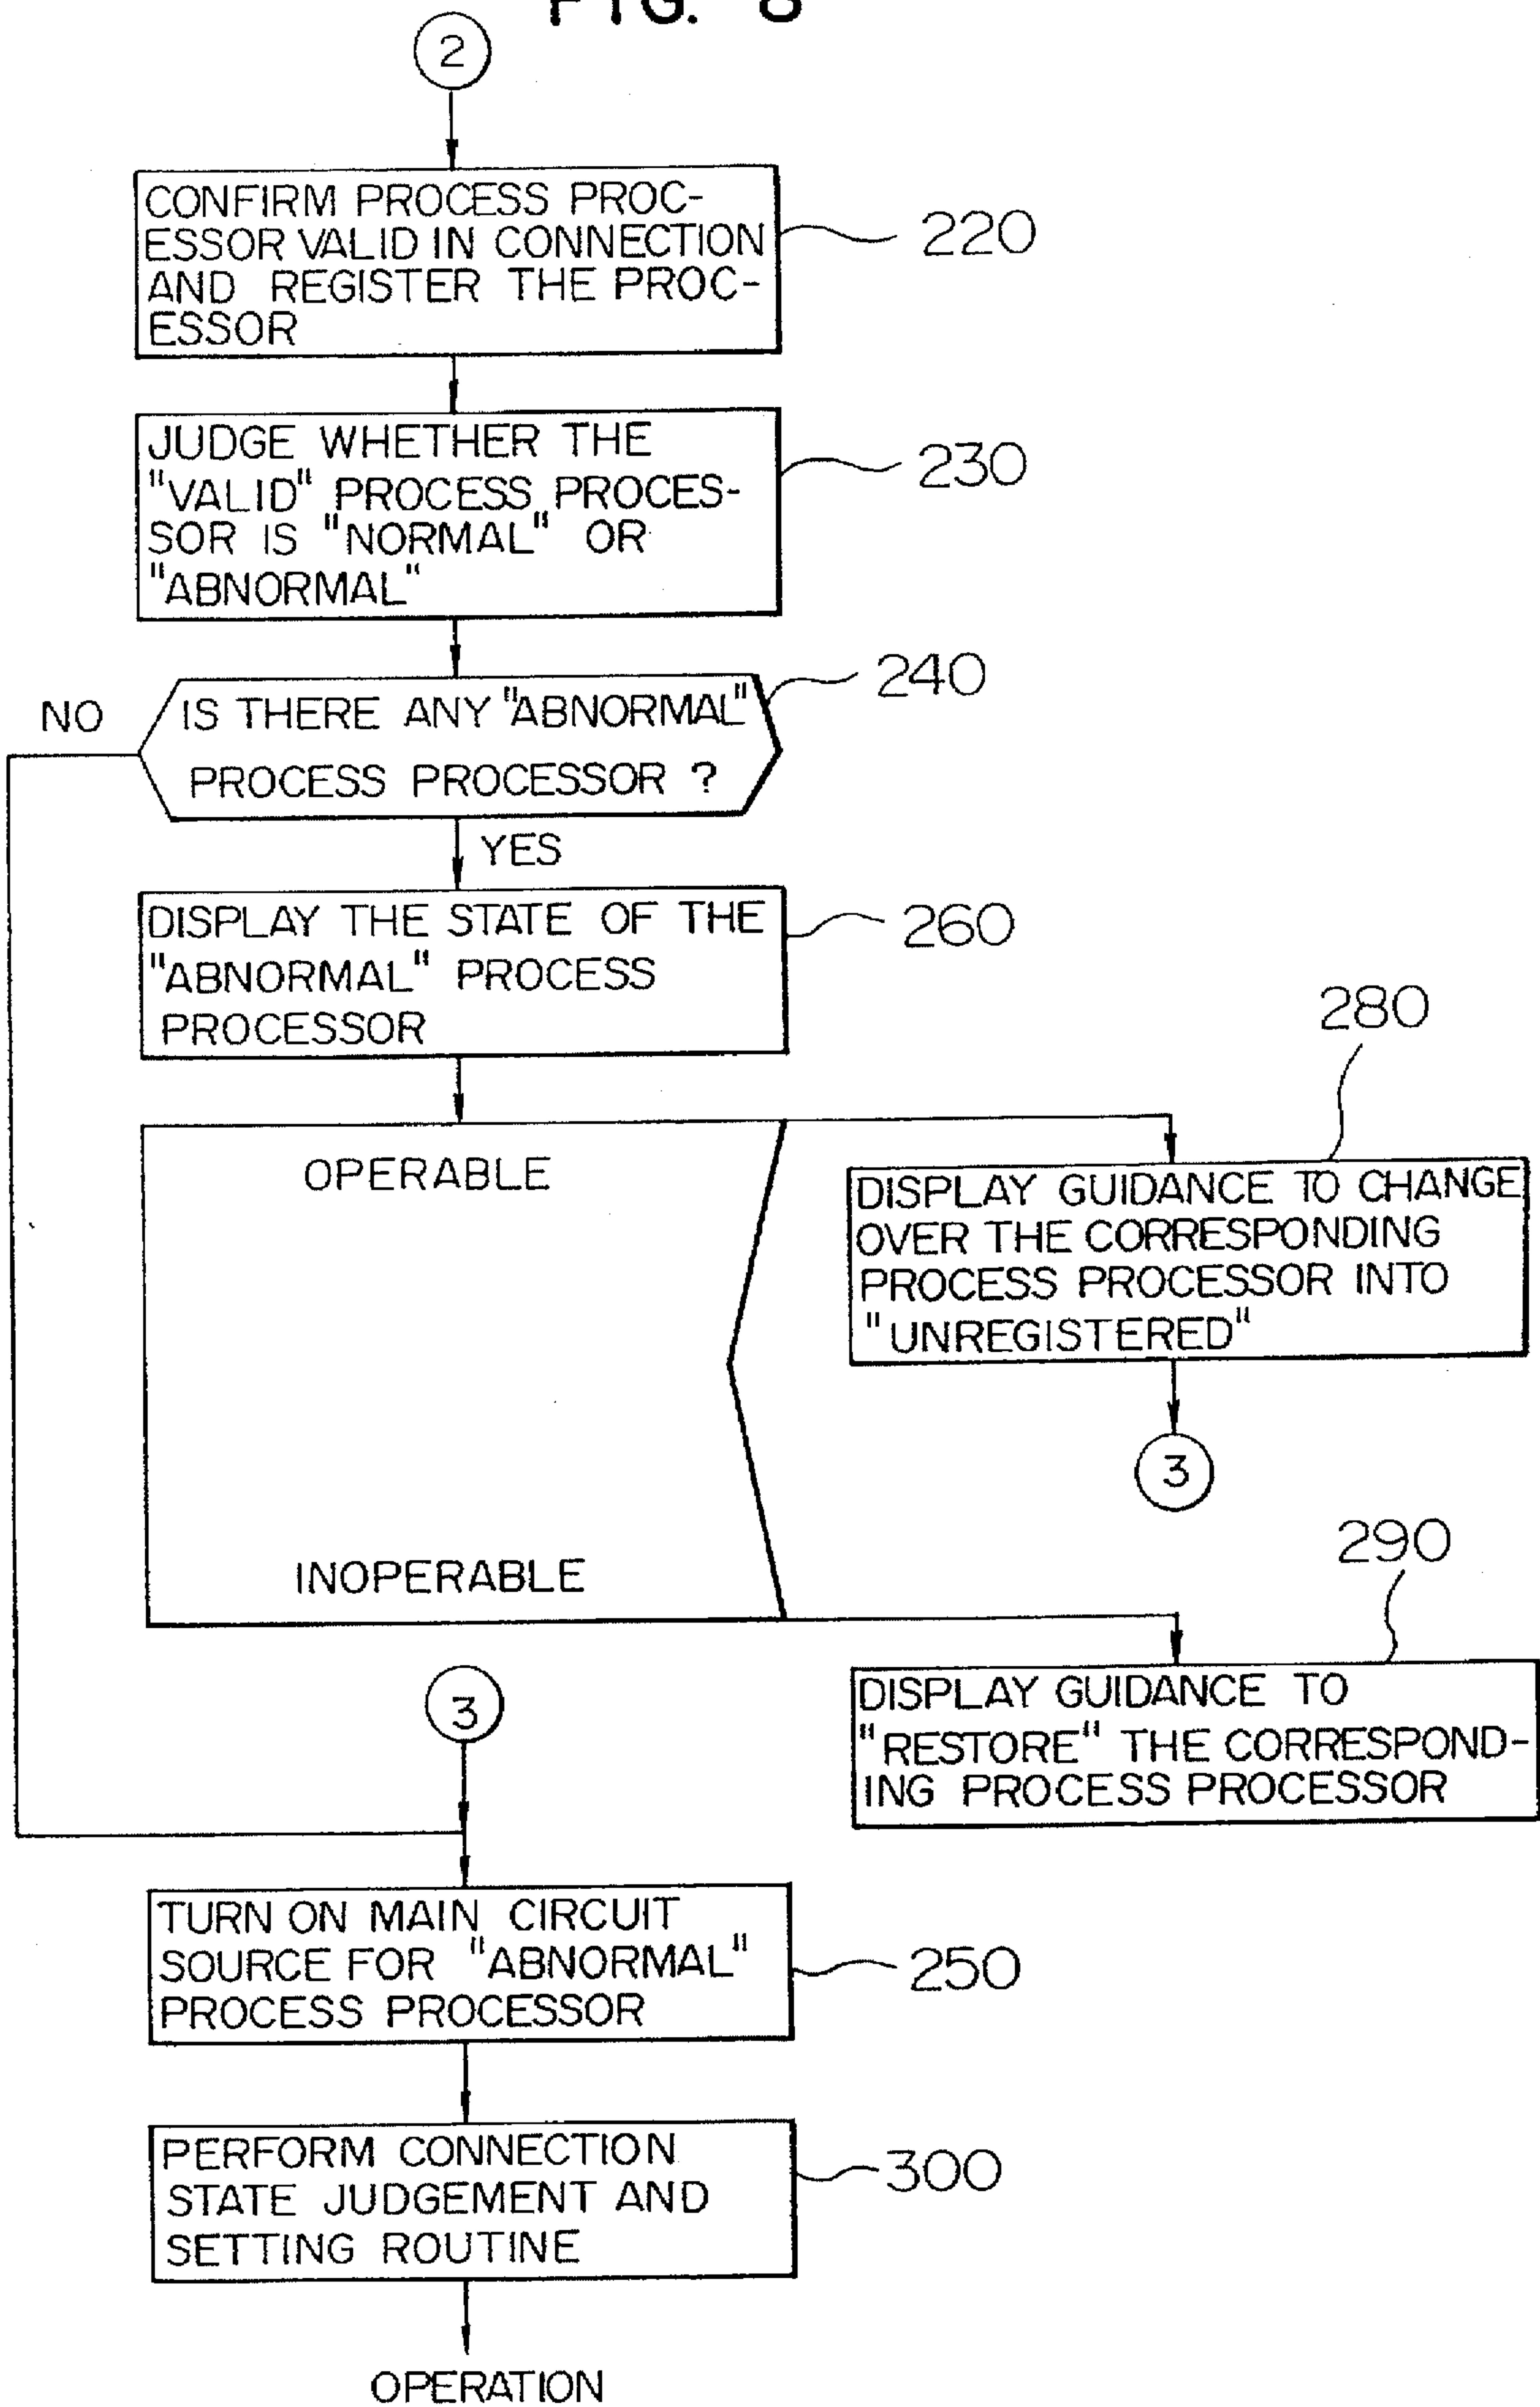 FIG. 8
2
CONFIRM PROCESS PROC-
ESSOR VALID IN CONNECTION
AND REGISTER THE PROC-
ESSOR
220
JUDGE WHETHER THE
"VALID" PROCESS PROCES-
SOR IS "NORMAL" OR
"ABNORMAL"
230
240
NO
IS THERE ANY "ABNORMAL"
PROCESS PROCESSOR ?
YES
DISPLAY THE STATE OF THE
"ABNORMAL" PROCESS
PROCESSOR
260
280
OPERABLE
DISPLAY GUIDANCE TO CHANGE
OVER THE CORRESPONDING
PROCESS PROCESSOR INTO
"UNREGISTERED"
3
INOPERABLE
290
DISPLAY GUIDANCE TO
"RESTORE" THE CORRESPOND-
ING PROCESS PROCESSOR
3
TURN ON MAIN CIRCUIT
SOURCE FOR "ABNORMAL"
PROCESS PROCESSOR
250
PERFORM CONNECTION
STATE JUDGEMENT AND
SETTING ROUTINE
300
OPERATION